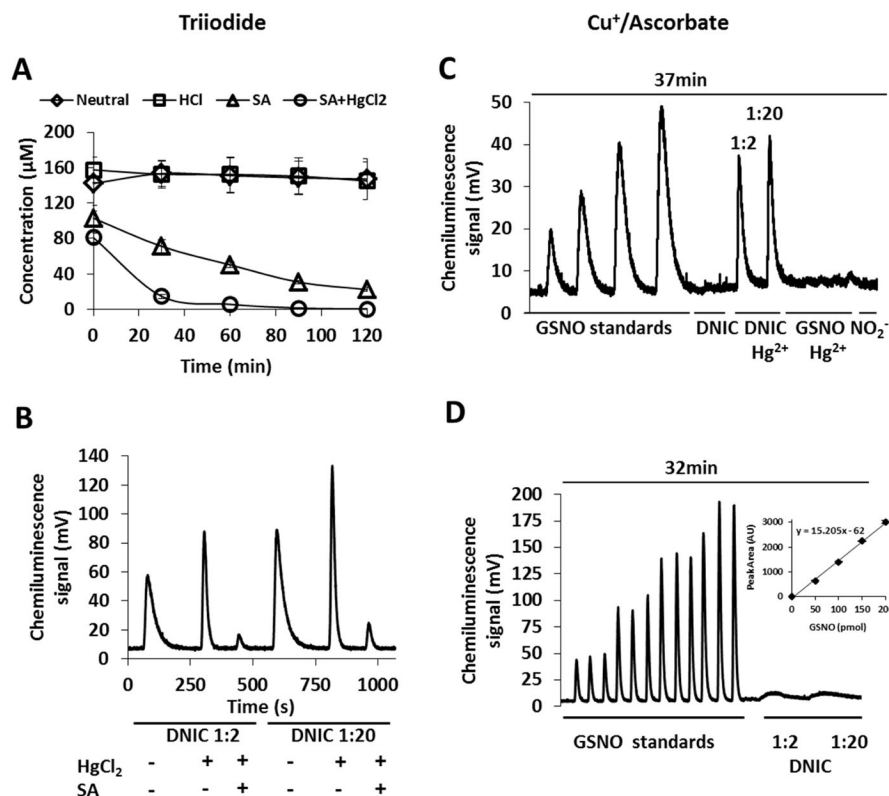 Triiodide
Cu⁺/Ascorbate
A
Neutral HCl SA SA+HgCl2
Concentration (µM)
200
160
120
80
40
0
0 20 40 60 80 100 120
Time (min)
B
Chemiluminescence
signal (mV)
140
120
100
80
60
40
20
0
0 250 500 750 1000
Time (s)
DNIC 1:2 DNIC 1:20
HgCl₂ - + + - + +
SA - - + - - +
C
37min
Chemiluminescence
signal (mV)
50
40
30
20
10
0
1:20
1:2
GSNO standards DNIC DNIC GSNO NO₂⁻
Hg²⁺ Hg²⁺
D
32min
Chemiluminescence
signal (mV)
200
175
150
125
100
75
50
25
0
Peak Area (AU)
3000
2000
1000
0
y = 15.205x - 62
0 50 100 150 200
GSNO (pmol)
GSNO standards 1:2 1:20
DNIC